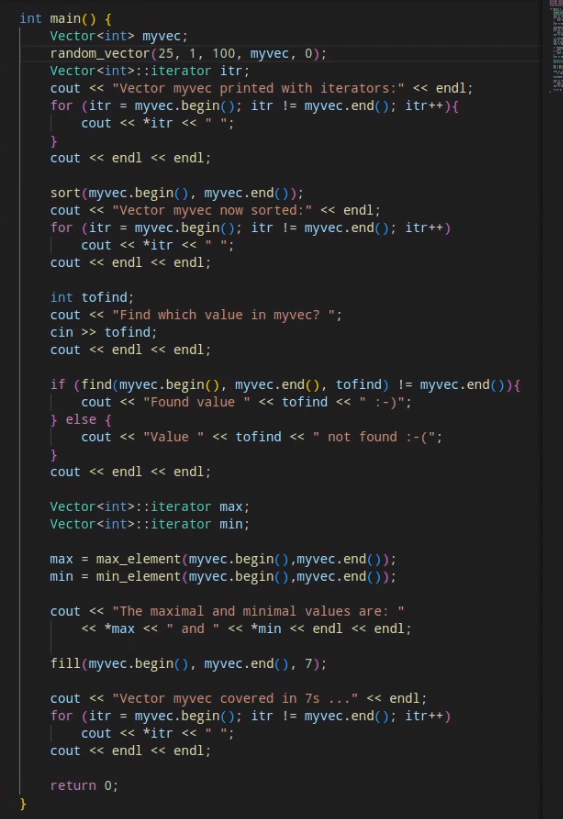 int main() {
    Vector<int> myvec;
    random_vector(25, 1, 100, myvec, 0);
    Vector<int>::iterator itr;
    cout << "Vector myvec printed with iterators:" << endl;
    for (itr = myvec.begin(); itr != myvec.end(); itr++){
        cout << *itr << " ";
    }
    cout << endl << endl;

    sort(myvec.begin(), myvec.end());
    cout << "Vector myvec now sorted:" << endl;
    for (itr = myvec.begin(); itr != myvec.end(); itr++)
        cout << *itr << " ";
    cout << endl << endl;

    int tofind;
    cout << "Find which value in myvec? ";
    cin >> tofind;
    cout << endl << endl;

    if (find(myvec.begin(), myvec.end(), tofind) != myvec.end()){
        cout << "Found value " << tofind << " :-)";
    } else {
        cout << "Value " << tofind << " not found :-(";
    }
    cout << endl << endl;

    Vector<int>::iterator max;
    Vector<int>::iterator min;

    max = max_element(myvec.begin(),myvec.end());
    min = min_element(myvec.begin(),myvec.end());

    cout << "The maximal and minimal values are: "
        << *max << " and " << *min << endl << endl;

    fill(myvec.begin(), myvec.end(), 7);

    cout << "Vector myvec covered in 7s ..." << endl;
    for (itr = myvec.begin(); itr != myvec.end(); itr++)
        cout << *itr << " ";
    cout << endl << endl;

    return 0;
}